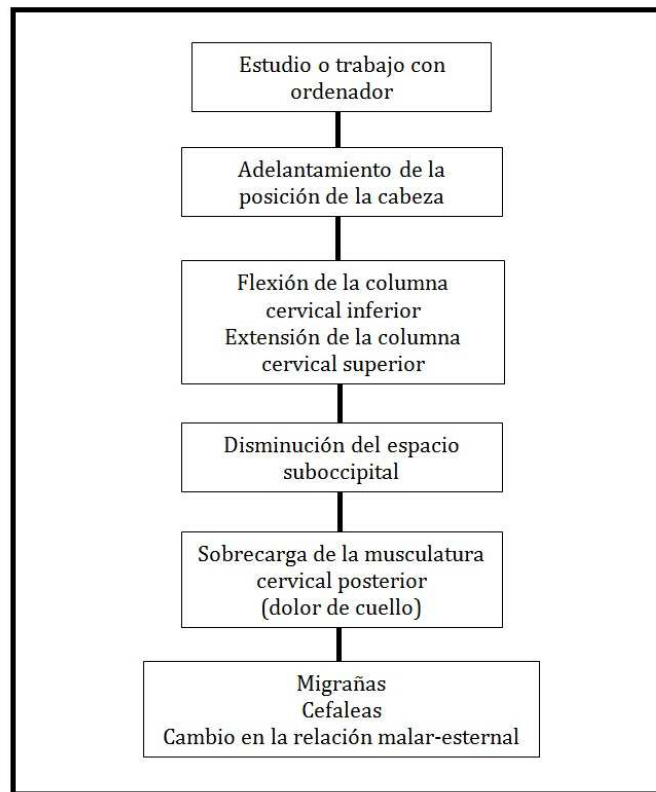 Estudio o trabajo con
ordenador
Adelantamiento de la
posición de la cabeza
Flexión de la columna
cervical inferior
Extensión de la columna
cervical superior
Disminución del espacio
suboccipital
Sobrecarga de la musculatura
cervical posterior
(dolor de cuello)
Migrañas
Cefaleas
Cambio en la relación malar-esternal